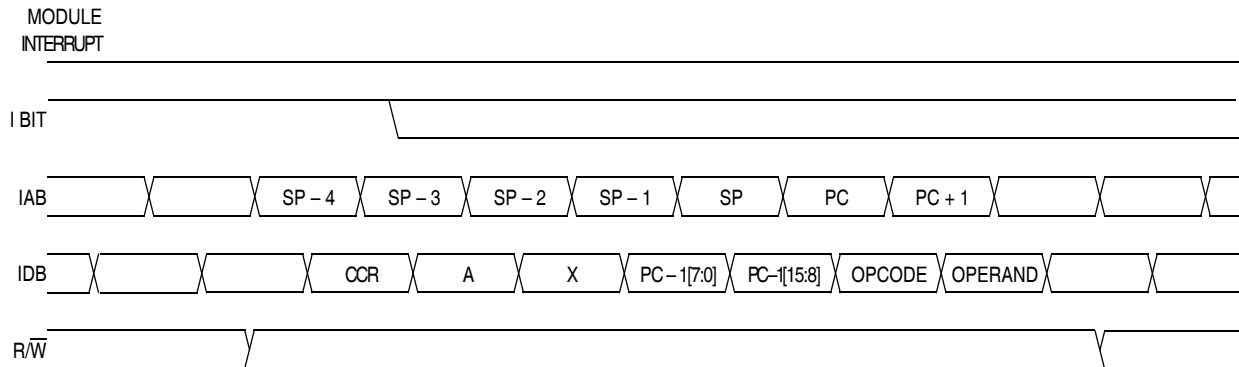 MODULE
INTERRUPT
I BIT
IAB SP – 4 SP – 3 SP – 2 SP – 1 SP PC PC + 1
IDB CCR A X PC – 1[7:0] PC–1[15:8] OPCODE OPERAND
R/W